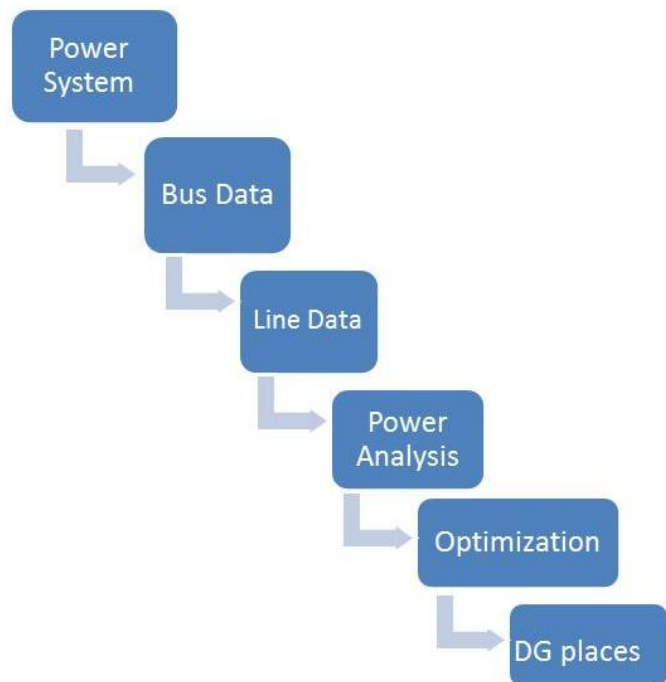 Power
System
Bus Data
Line Data
Power
Analysis
Optimization
DG places